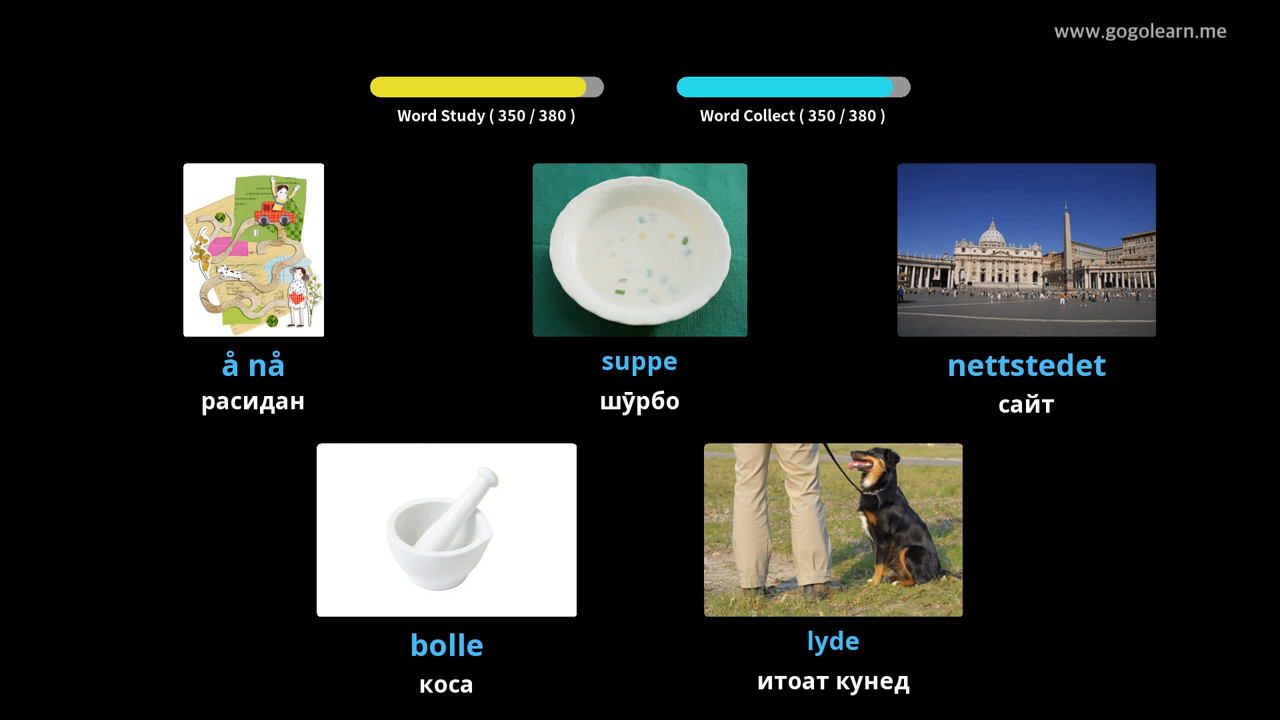 www.gogolearn.me
Word Study ( 350 / 380 )
Word Collect ( 350 / 380 )
å nå
расидан
suppe
шӯрбо
nettstedet
сайт
bolle
коса
lyde
итоат кунед